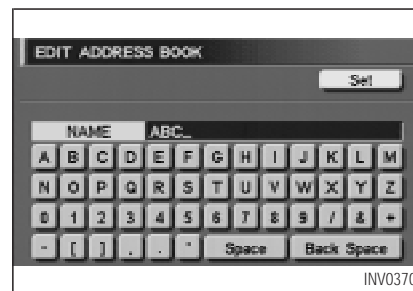 EDIT ADDRESS BOOK
Set
NAME ABC_
A B C D E F G H I J K L M
N O P Q R S T U V W X Y Z
0 1 2 3 4 5 6 7 8 9 / & +
- [ ] Space Back Space
INV0370